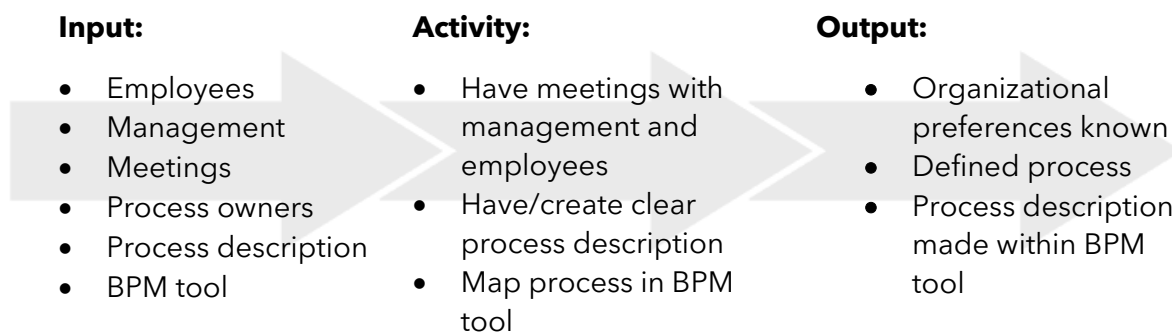 Input:
• Employees
• Management
• Meetings
• Process owners
• Process description
• BPM tool
Activity:
• Have meetings with
management and
employees
• Have/create clear
process description
• Map process in BPM
tool
Output:
• Organizational
preferences known
• Defined process
• Process description
made within BPM
tool